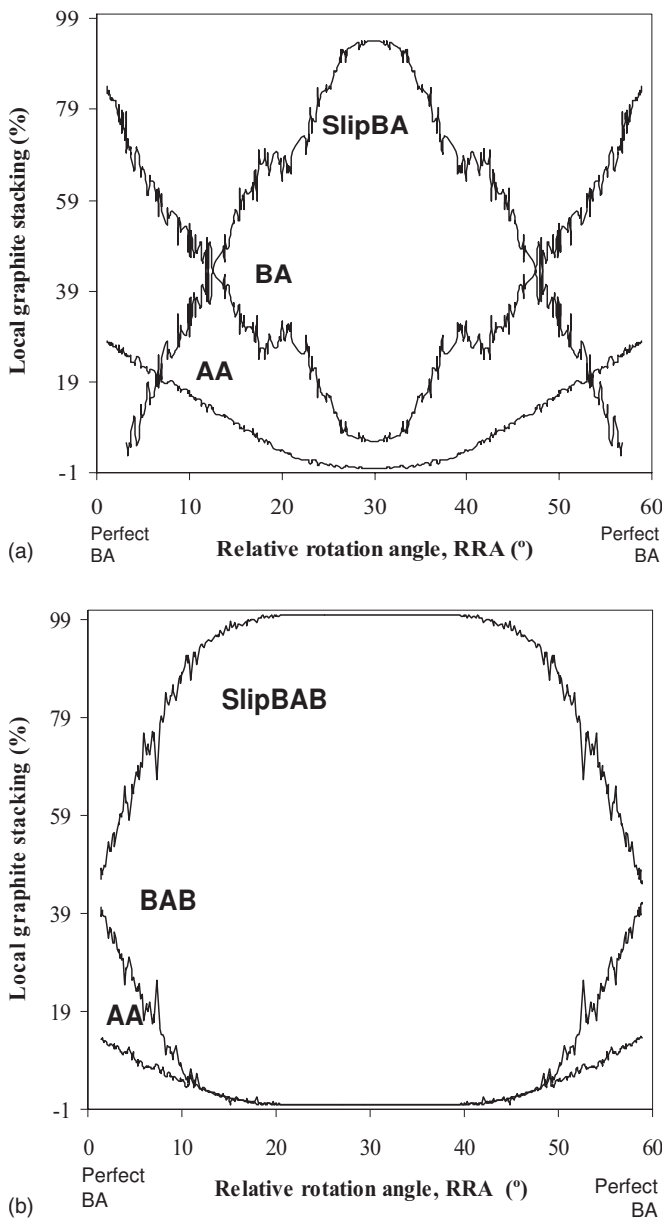 99
79
59
39
19
-1
Local graphite stacking (%)
SlipBA
BA
AA
0 10 20 30 40 50 60
Perfect
BA
Relative rotation angle, RRA (º)
Perfect
BA
(a)
99
79
59
39
19
-1
Local graphite stacking (%)
SlipBAB
BAB
AA
0 10 20 30 40 50 60
Perfect
BA
Relative rotation angle, RRA (º)
Perfect
BA
(b)